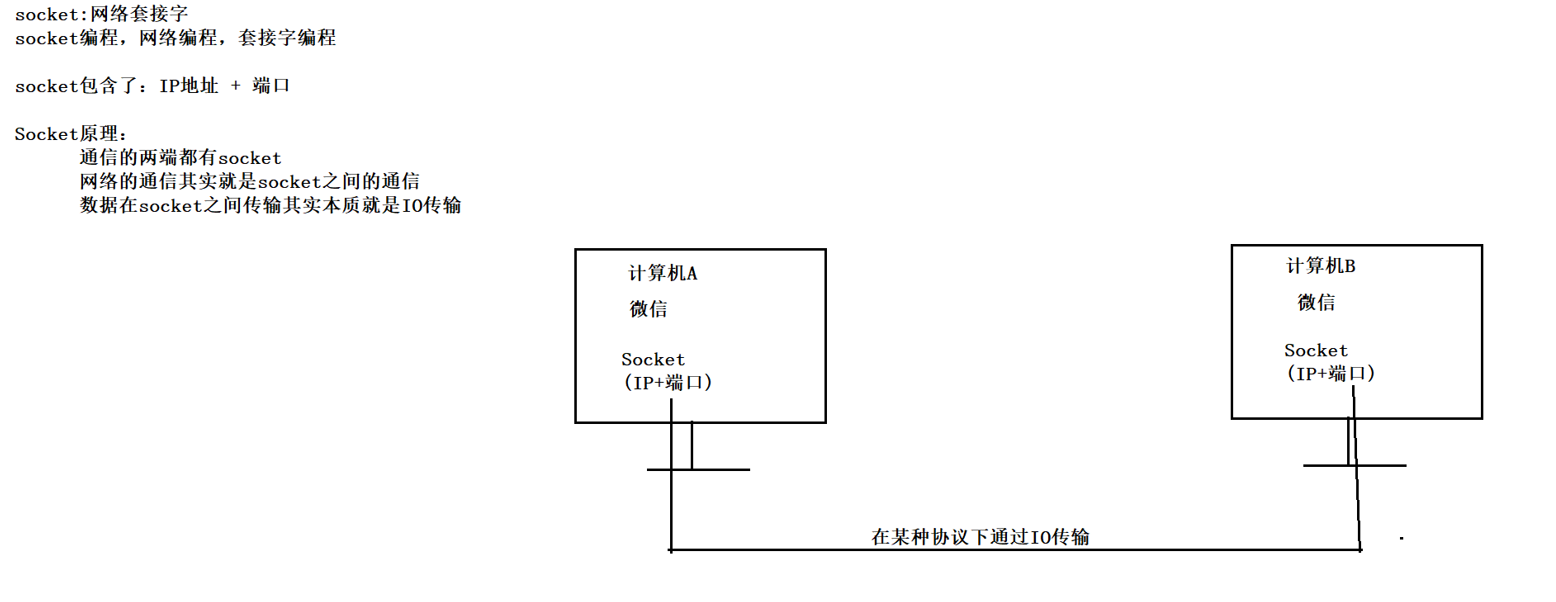 socket:网络套接字
socket编程，网络编程，套接字编程
socket包含了：IP地址 + 端口
Socket原理：
通信的两端都有socket
网络的通信其实就是socket之间的通信
数据在socket之间传输其实本质就是IO传输
计算机A
微信
Socket
(IP+端口)
计算机B
微信
Socket
(IP+端口)
在某种协议下通过IO传输